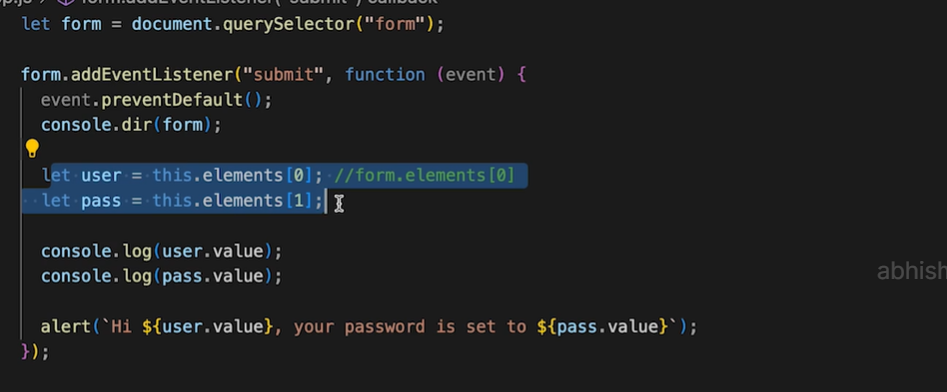 form.addEventListener("submit") callback
let form = document.querySelector("form");
form.addEventListener("submit", function (event) {
event.preventDefault();
console.dir(form);
let user = this.elements[0]; //form.elements[0]
let pass = this.elements[1];
console.log(user.value);
console.log(pass.value);
abhish
alert(`Hi ${user.value}, your password is set to ${pass.value}`);
});